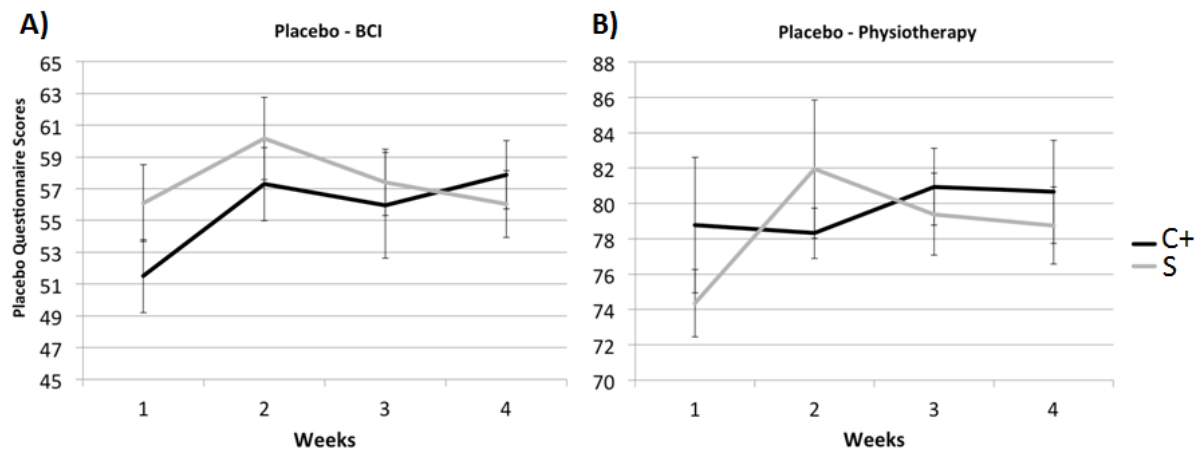 A)
Placebo - BCI
Placebo Questionnaire Scores
65
63
61
59
57
55
53
51
49
47
45
1 2 3 4
Weeks
B)
Placebo - Physiotherapy
88
86
84
82
80
78
76
74
72
70
1 2 3 4
Weeks
C+
S